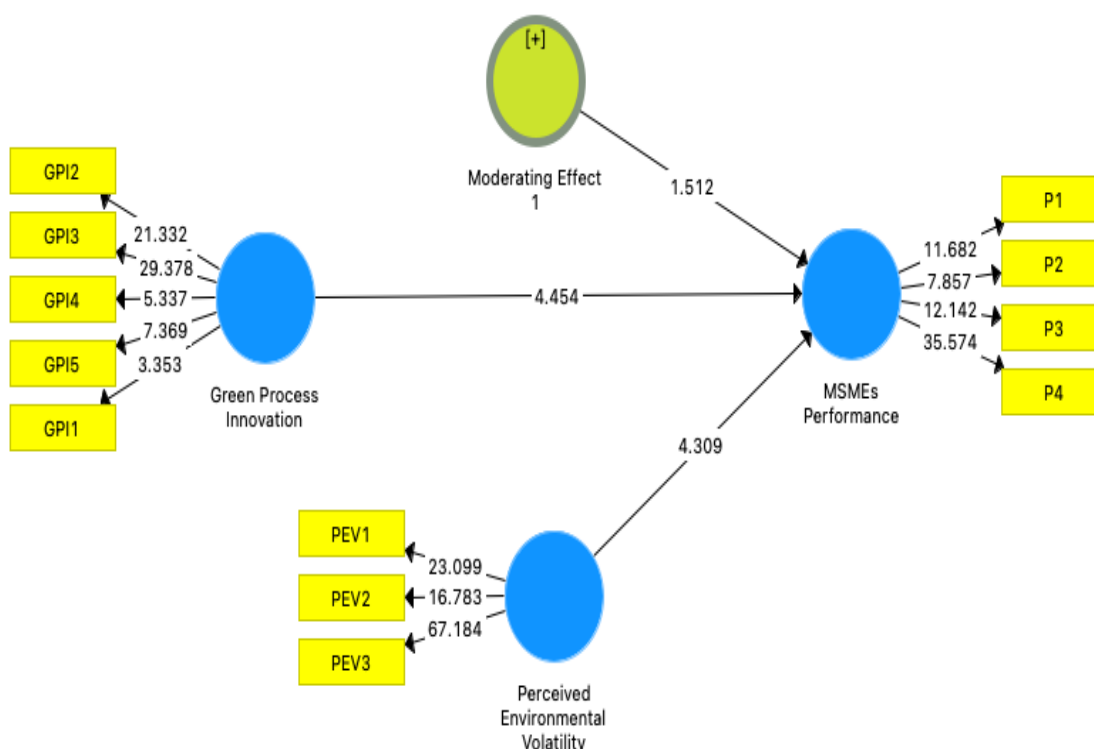 [+]
Moderating Effect
1
1.512
GPI2
GPI3
GPI4
GPI5
GPI1
21.332
29.378
5.337
7.369
3.353
Green Process
Innovation
4.454
P1
P2
P3
P4
11.682
7.857
12.142
35.574
MSMEs
Performance
4.309
PEV1
PEV2
PEV3
23.099
16.783
67.184
Perceived
Environmental
Volatility